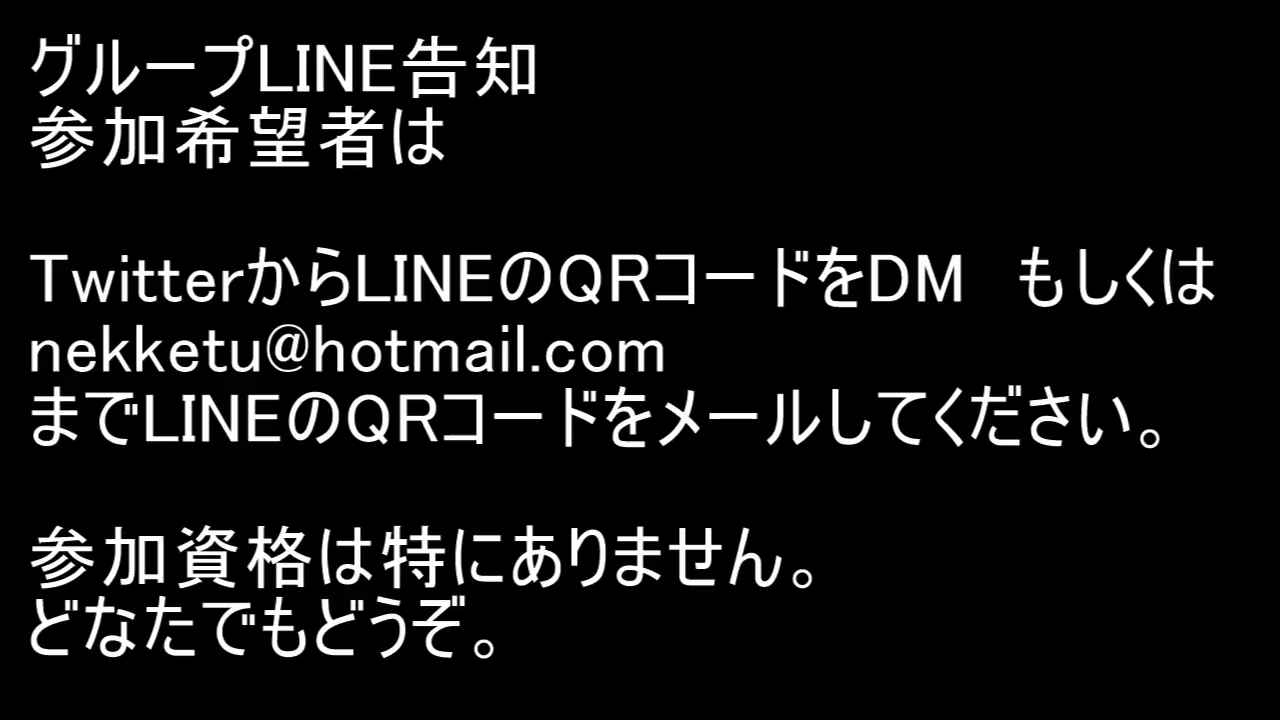 グループLINE告知
参加希望者は
TwitterからLINEのQRコードをDM　もしくは
nekketu@hotmail.com
までLINEのQRコードをメールしてください。
参加資格は特にありません。
どなたでもどうぞ。